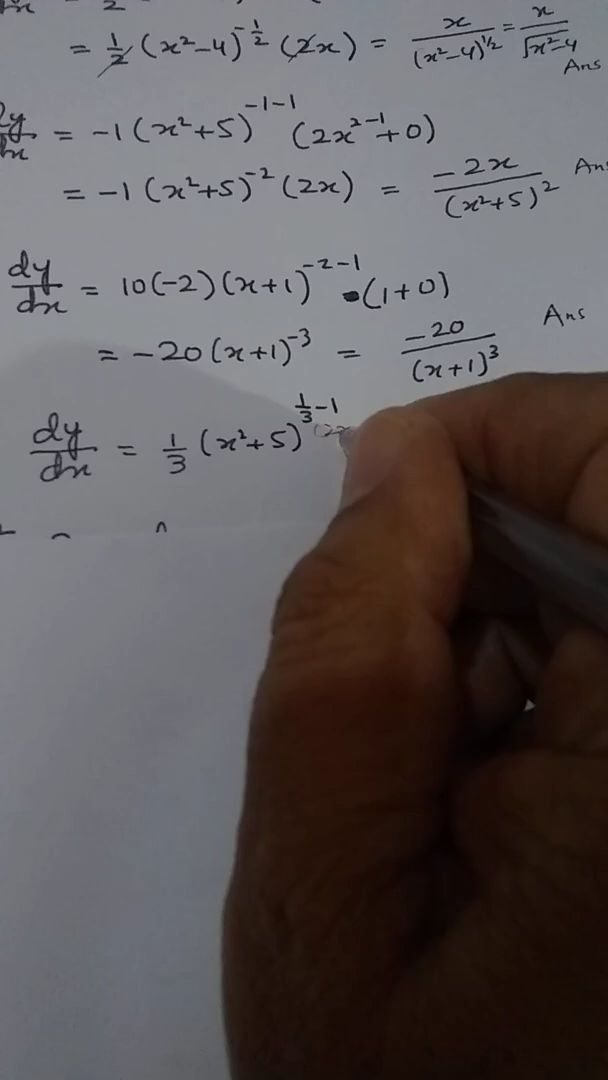 = 1/2 (x²-4)^{-1/2} (2x) = x/(x²-4)^{1/2} = x/√(x²-4)
Ans
dy/dx = -1(x²+5)^{-1-1} (2x^{2-1}+0)
= -1(x²+5)^{-2} (2x) = -2x/(x²+5)² Ans
dy/dx = 10(-2)(x+1)^{-2-1} · (1+0)
= -20(x+1)^{-3} = -20/(x+1)³ Ans
dy/dx = 1/3 (x²+5)^{1/3-1} (2x